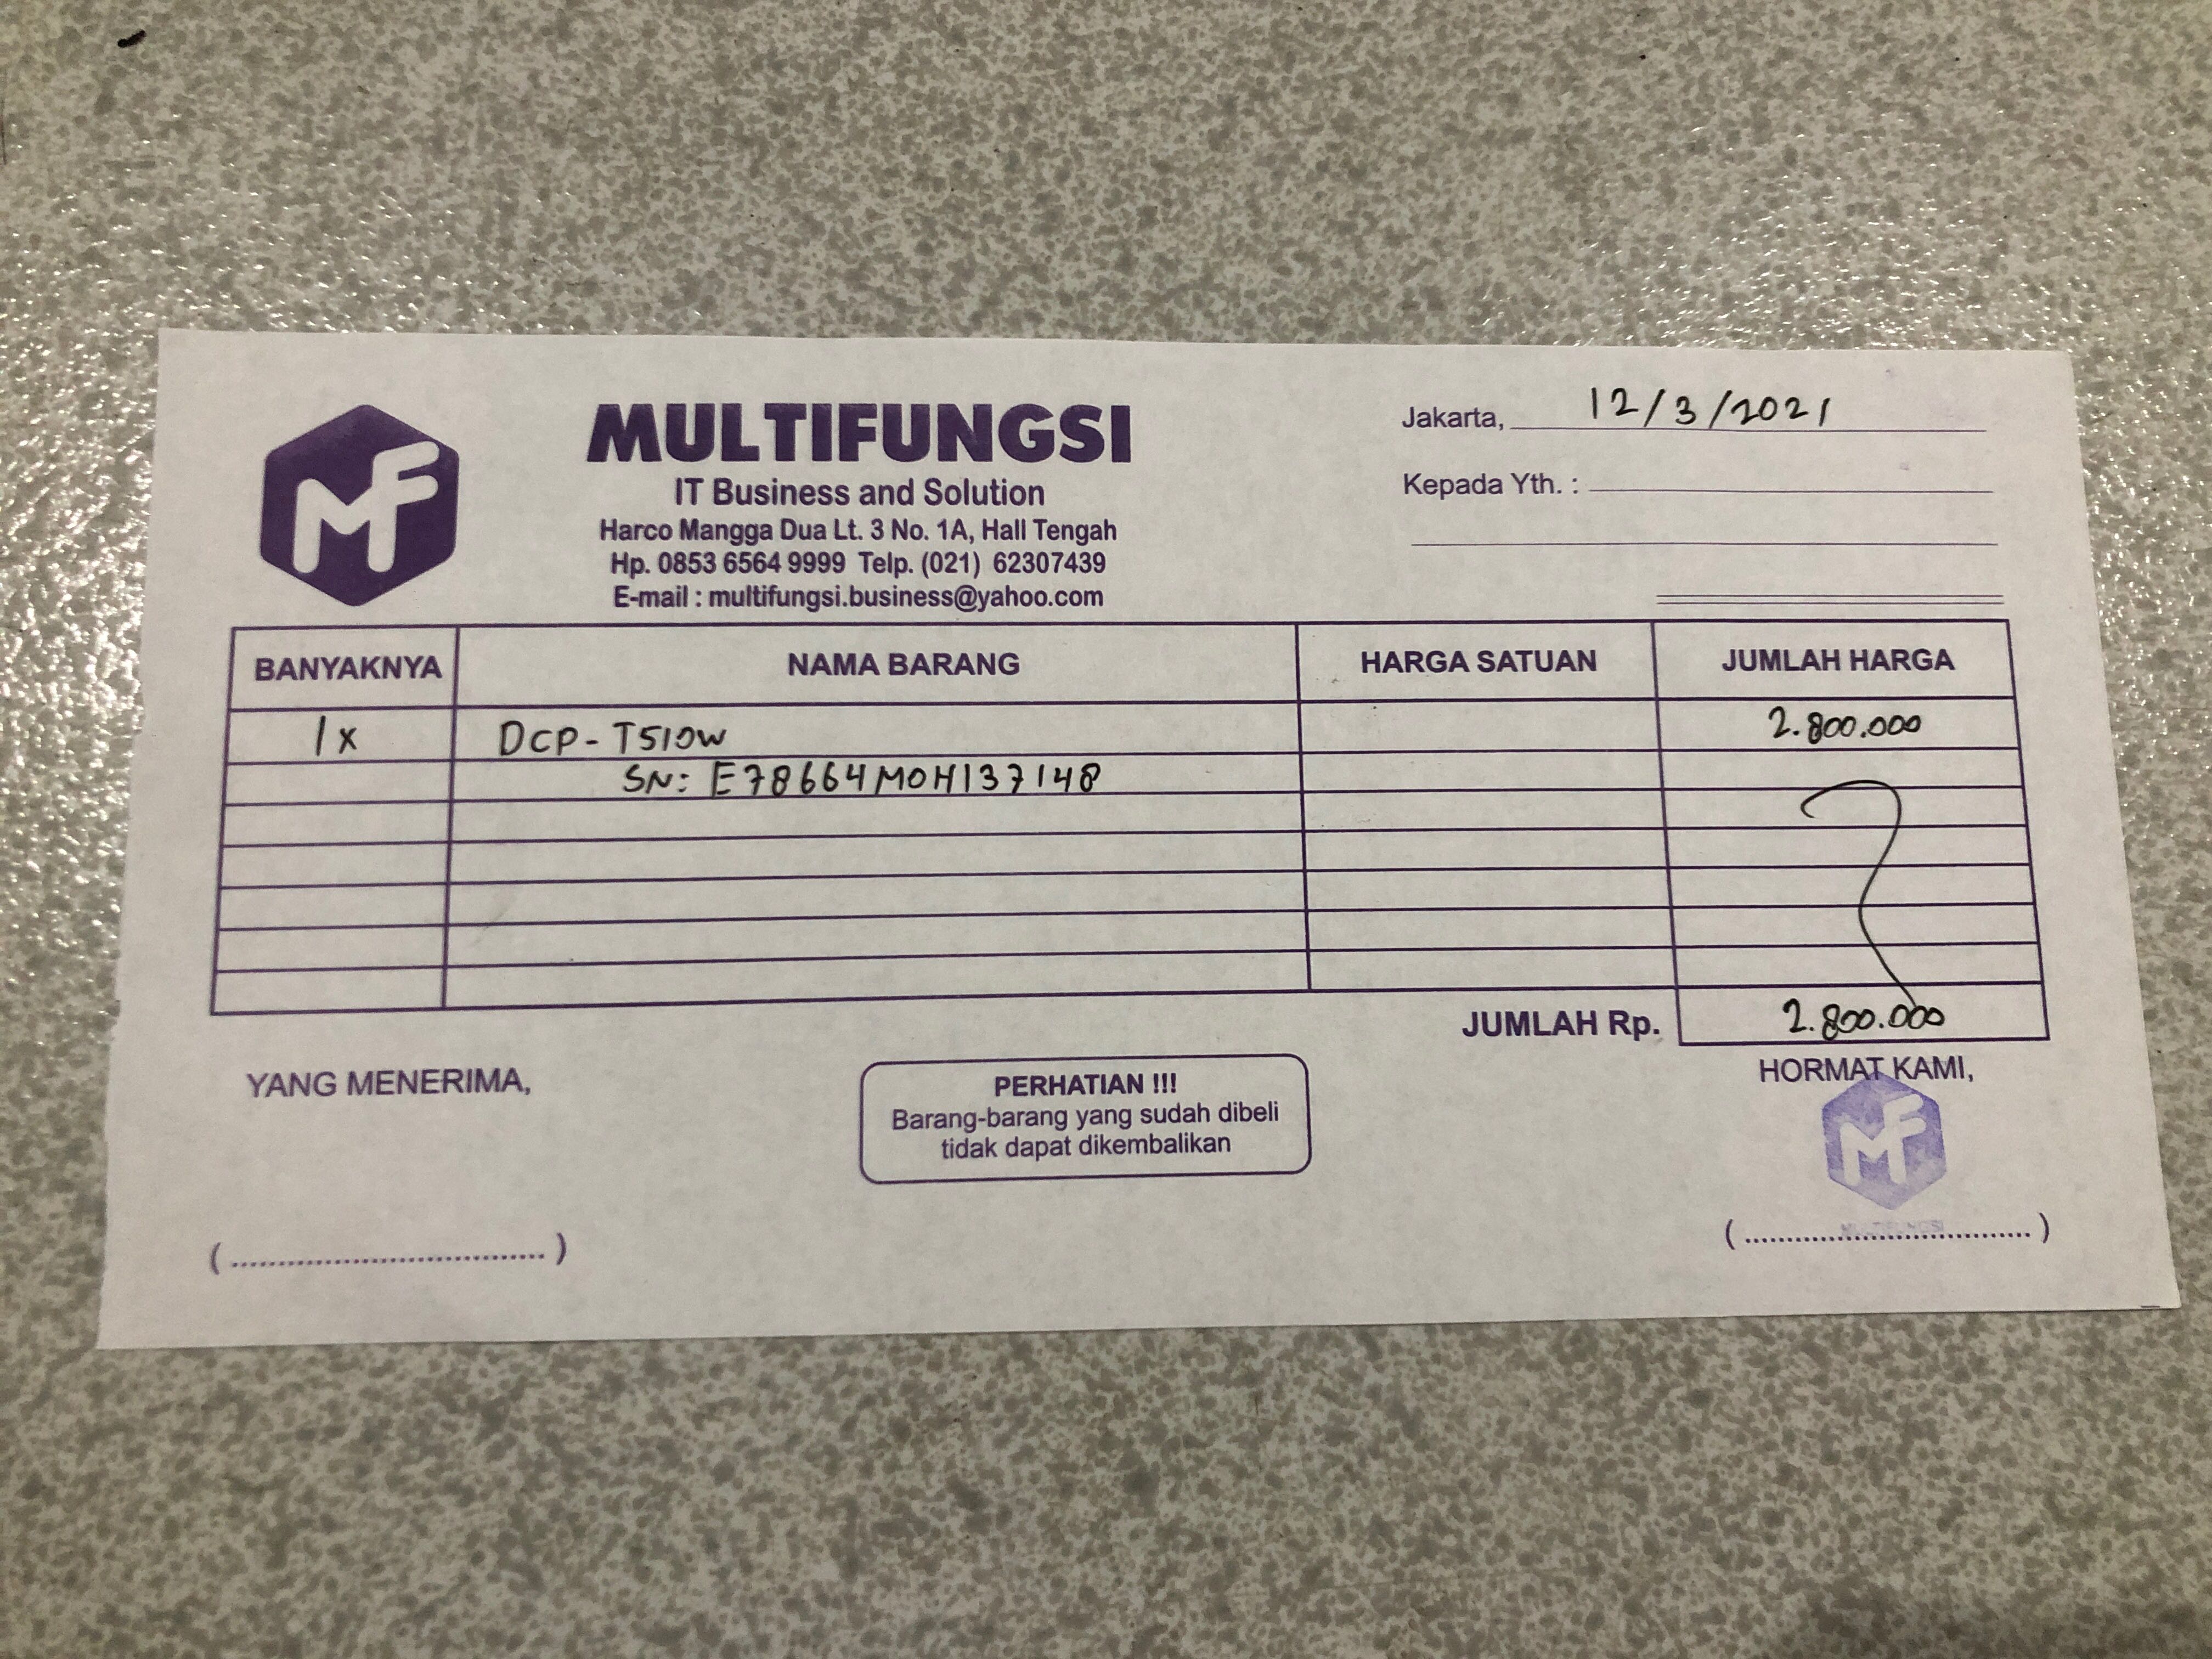 MF
MULTIFUNGSI
IT Business and Solution
Harco Mangga Dua Lt. 3 No. 1A, Hall Tengah
Hp. 0853 6564 9999 Telp. (021) 62307439
E-mail : multifungsi.business@yahoo.com
Jakarta, 12/3/2021
Kepada Yth. :
BANYAKNYA NAMA BARANG HARGA SATUAN JUMLAH HARGA
1x DCP-T510W 2.800.000
SN: E78664M0H137148
JUMLAH Rp. 2.800.000
YANG MENERIMA,
PERHATIAN !!!
Barang-barang yang sudah dibeli
tidak dapat dikembalikan
HORMAT KAMI,
MF
MULTIFUNGSI
(................................) (................................)